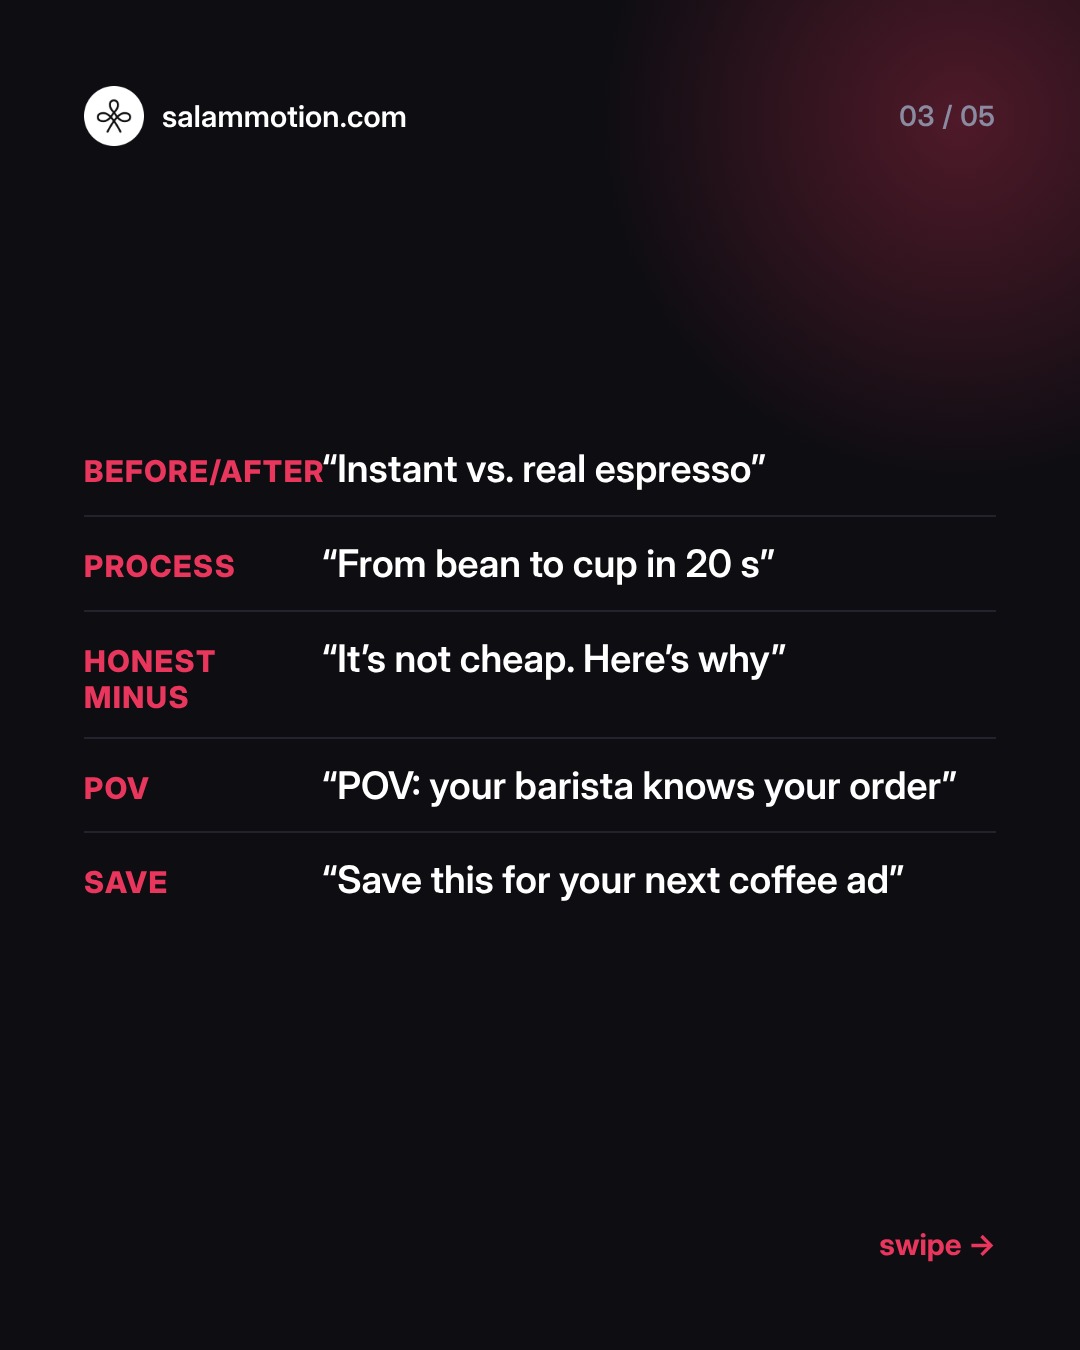 salammotion.com
03 / 05
BEFORE/AFTER “Instant vs. real espresso”
PROCESS “From bean to cup in 20 s”
HONEST “It’s not cheap. Here’s why”
MINUS
POV “POV: your barista knows your order”
SAVE “Save this for your next coffee ad”
swipe →